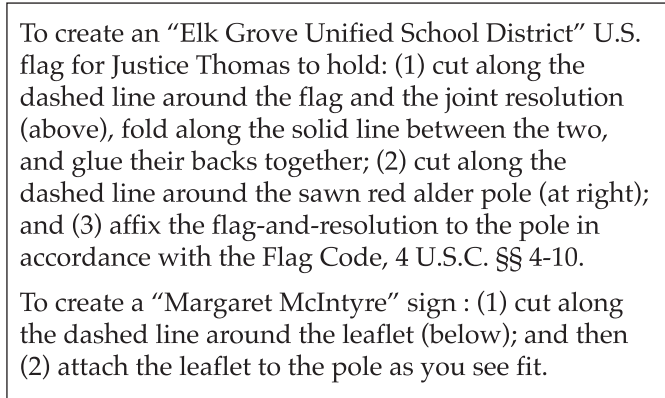 To create an “Elk Grove Unified School District” U.S.
flag for Justice Thomas to hold: (1) cut along the
dashed line around the flag and the joint resolution
(above), fold along the solid line between the two,
and glue their backs together; (2) cut along the
dashed line around the sawn red alder pole (at right);
and (3) affix the flag-and-resolution to the pole in
accordance with the Flag Code, 4 U.S.C. §§ 4-10.
To create a “Margaret McIntyre” sign : (1) cut along
the dashed line around the leaflet (below); and then
(2) attach the leaflet to the pole as you see fit.